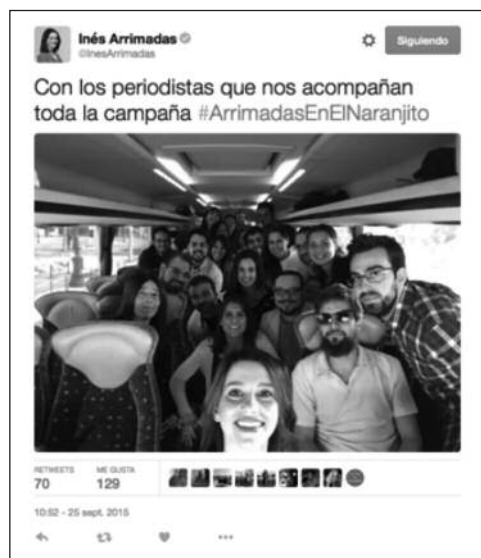 Inés Arrimadas
@InesArrimadas
Siguiendo
Con los periodistas que nos acompañan
toda la campaña #ArrimadasEnElNaranjito
RETWEETS
ME GUSTA
70
129
10:52 - 25 sept. 2015